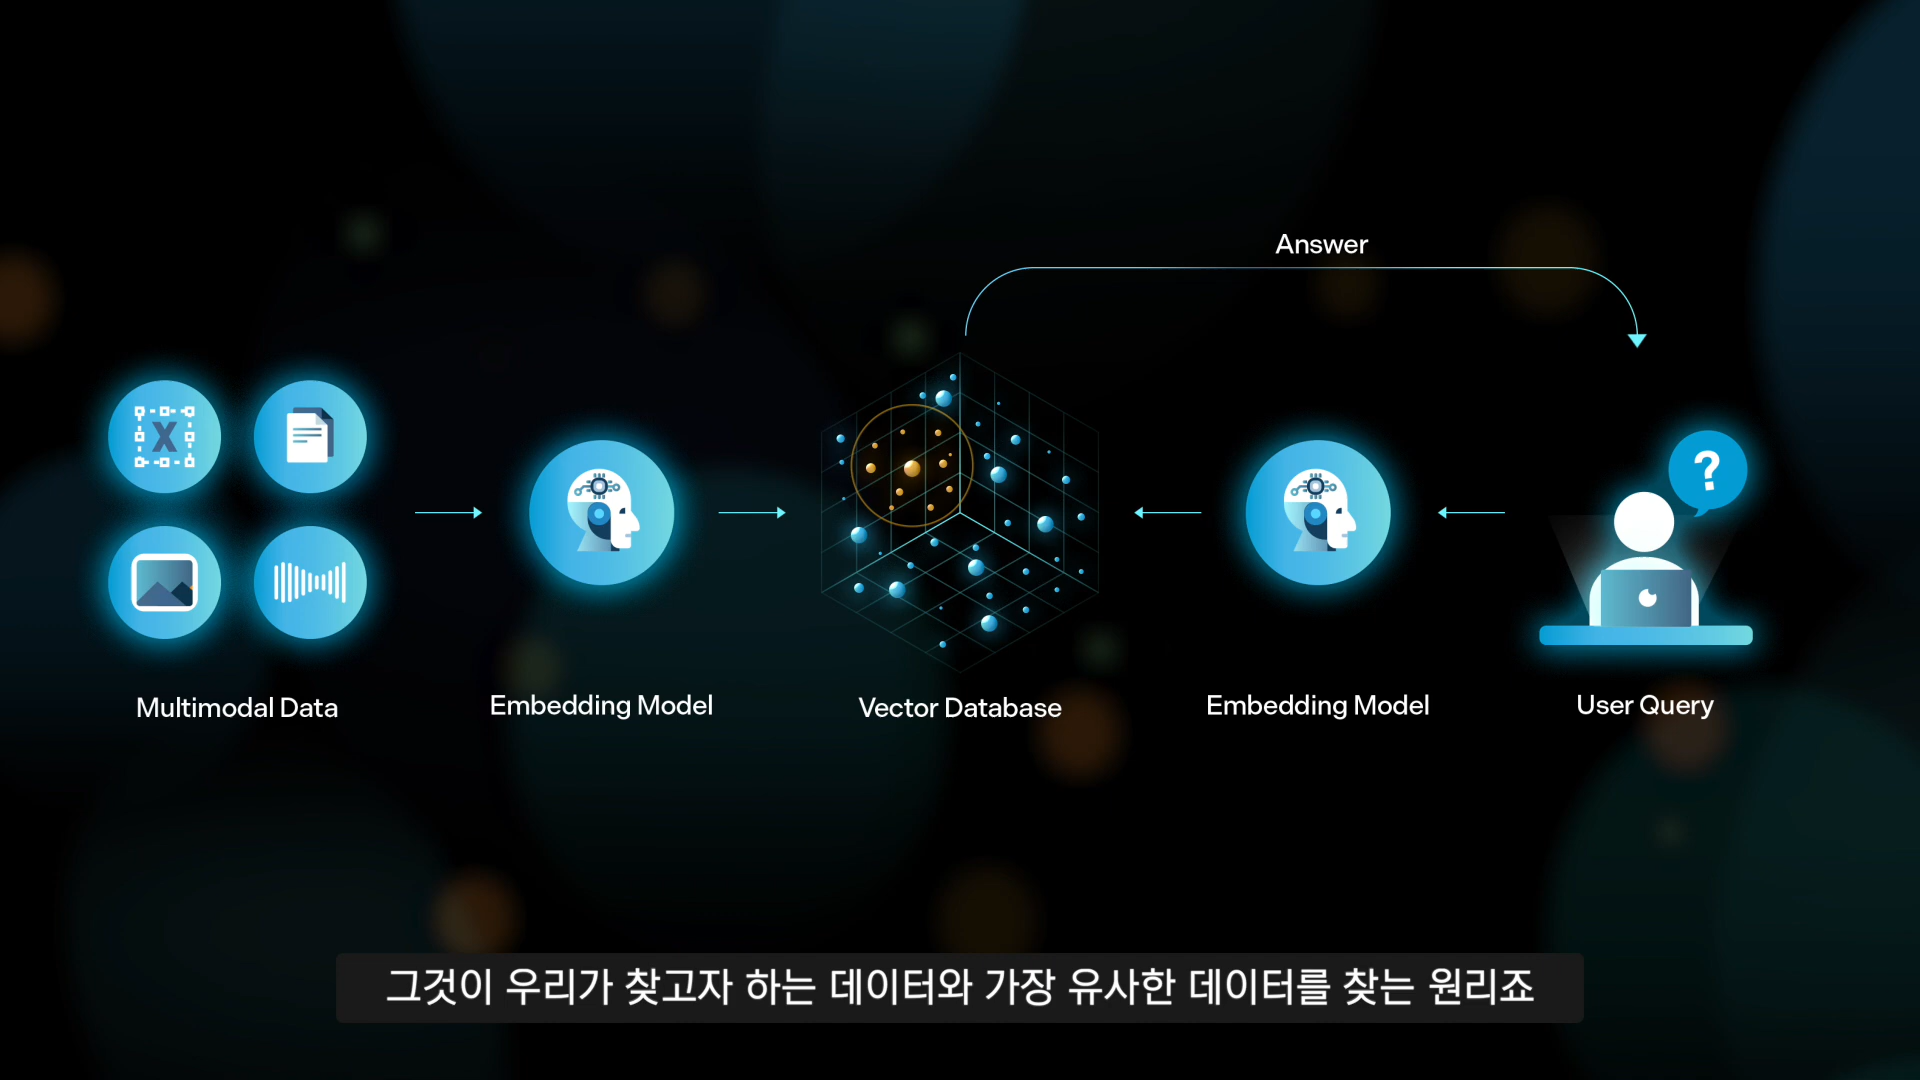 Answer
X
?
Multimodal Data
Embedding Model
Vector Database
Embedding Model
User Query
그것이 우리가 찾고자 하는 데이터와 가장 유사한 데이터를 찾는 원리죠